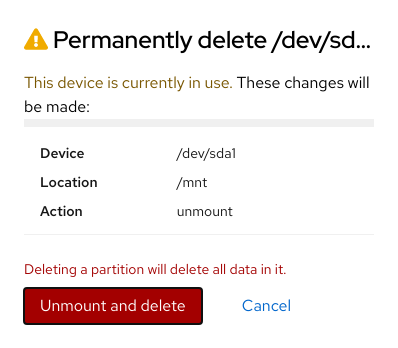 Permanently delete /dev/sd...
This device is currently in use. These changes will
be made:
Device /dev/sda1
Location /mnt
Action unmount
Deleting a partition will delete all data in it.
Unmount and delete Cancel